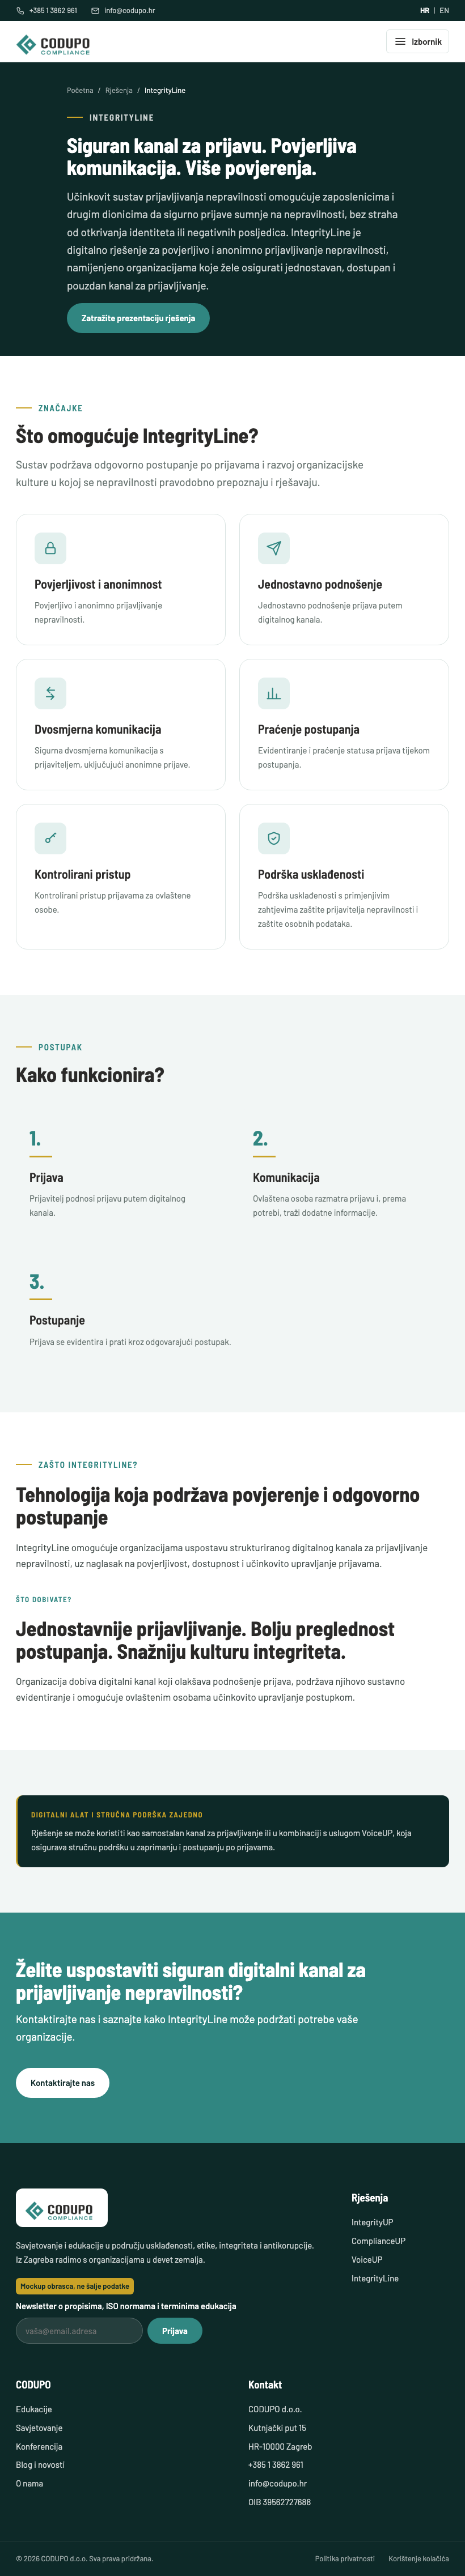 +385 1 3862 961 info@codupo.hr HR | EN
CODUPO
COMPLIANCE
Izbornik
Početna / Rješenja / IntegrityLine
INTEGRITYLINE
Siguran kanal za prijavu. Povjerljiva
komunikacija. Više povjerenja.
Učinkovit sustav prijavljivanja nepravilnosti omogućuje zaposlenicima i
drugim dionicima da sigurno prijave sumnje na nepravilnosti, bez straha
od otkrivanja identiteta ili negativnih posljedica. IntegrityLine je
digitalno rješenje za povjerljivo i anonimno prijavljivanje nepravilnosti,
namijenjeno organizacijama koje žele osigurati jednostavan, dostupan i
pouzdan kanal za prijavljivanje.
Zatražite prezentaciju rješenja
ZNAČAJKE
Što omogućuje IntegrityLine?
Sustav podržava odgovorno postupanje po prijavama i razvoj organizacijske
kulture u kojoj se nepravilnosti pravodobno prepoznaju i rješavaju.
Povjerljivost i anonimnost
Povjerljivo i anonimno prijavljivanje
nepravilnosti.
Jednostavno podnošenje
Jednostavno podnošenje prijava putem
digitalnog kanala.
Dvosmjerna komunikacija
Sigurna dvosmjerna komunikacija s
prijaviteljem, uključujući anonimne prijave.
Praćenje postupanja
Evidentiranje i praćenje statusa prijava tijekom
postupanja.
Kontrolirani pristup
Kontrolirani pristup prijavama za ovlaštene
osobe.
Podrška usklađenosti
Podrška usklađenosti s primjenjivim
zahtjevima zaštite prijavitelja nepravilnosti i
zaštite osobnih podataka.
POSTUPAK
Kako funkcionira?
1.
Prijava
Prijavitelj podnosi prijavu putem digitalnog
kanala.
2.
Komunikacija
Ovlaštena osoba razmatra prijavu i, prema
potrebi, traži dodatne informacije.
3.
Postupanje
Prijava se evidentira i prati kroz odgovarajući postupak.
ZAŠTO INTEGRITYLINE?
Tehnologija koja podržava povjerenje i odgovorno
postupanje
IntegrityLine omogućuje organizacijama uspostavu strukturiranog digitalnog kanala za prijavljivanje
nepravilnosti, uz naglasak na povjerljivost, dostupnost i učinkovito upravljanje prijavama.
ŠTO DOBIVATE?
Jednostavnije prijavljivanje. Bolju preglednost
postupanja. Snažniju kulturu integriteta.
Organizacija dobiva digitalni kanal koji olakšava podnošenje prijava, podržava njihovo sustavno
evidentiranje i omogućuje ovlaštenim osobama učinkovito upravljanje postupkom.
DIGITALNI ALAT I STRUČNA PODRŠKA ZAJEDNO
Rješenje se može koristiti kao samostalan kanal za prijavljivanje ili u kombinaciji s uslugom VoiceUP, koja
osigurava stručnu podršku u zaprimanju i postupanju po prijavama.
Želite uspostaviti siguran digitalni kanal za
prijavljivanje nepravilnosti?
Kontaktirajte nas i saznajte kako IntegrityLine može podržati potrebe vaše
organizacije.
Kontaktirajte nas
CODUPO
COMPLIANCE
Savjetovanje i edukacije u području usklađenosti, etike, integriteta i antikorupcije.
Iz Zagreba radimo s organizacijama u devet zemalja.
Mockup obrasca, ne šalje podatke
Newsletter o propisima, ISO normama i terminima edukacija
vaša@email.adresa Prijava
Rješenja
IntegrityUP
ComplianceUP
VoiceUP
IntegrityLine
CODUPO
Edukacije
Savjetovanje
Konferencija
Blog i novosti
O nama
Kontakt
CODUPO d.o.o.
Kutnjački put 15
HR-10000 Zagreb
+385 1 3862 961
info@codupo.hr
OIB 39562727688
© 2026 CODUPO d.o.o. Sva prava pridržana. Politika privatnosti Korištenje kolačića